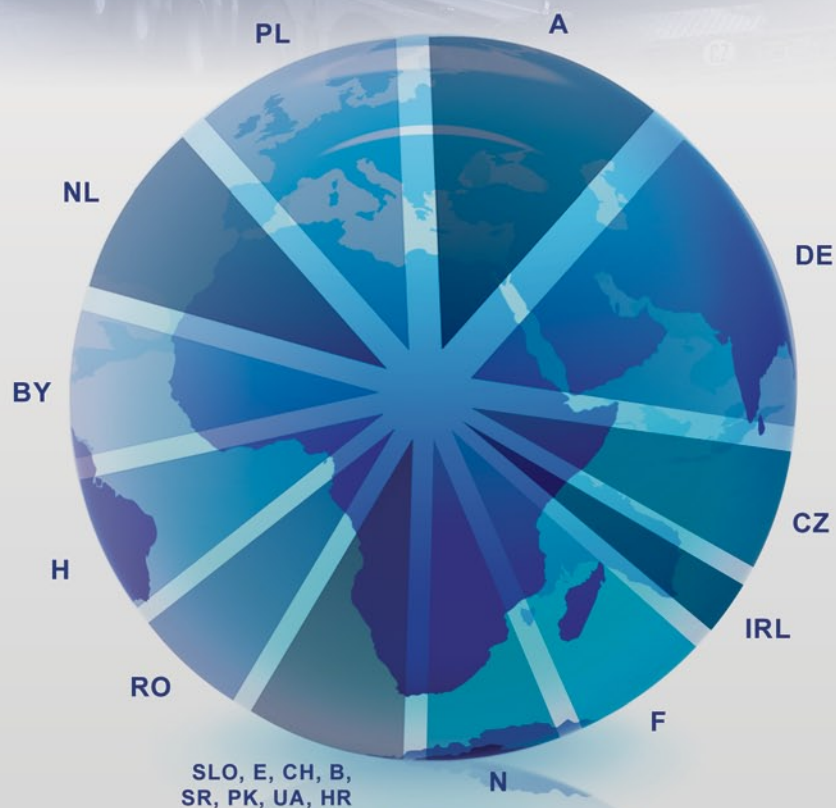 PL
A
NL
DE
BY
CZ
H
IRL
RO
F
SLO, E, CH, B,
SR, PK, UA, HR
N